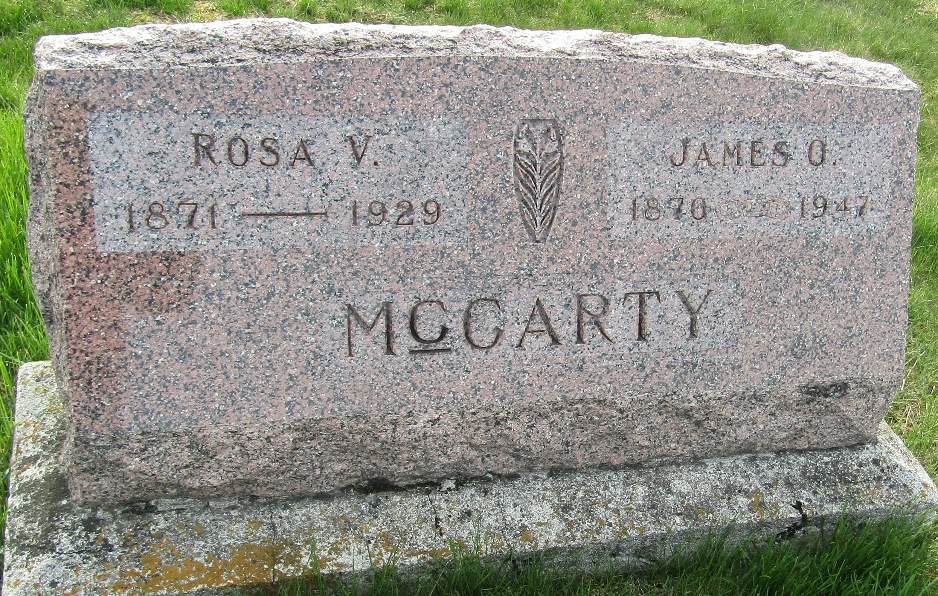 ROSA V.
1871 — 1929
JAMES O.
1870 — 1947
McCARTY